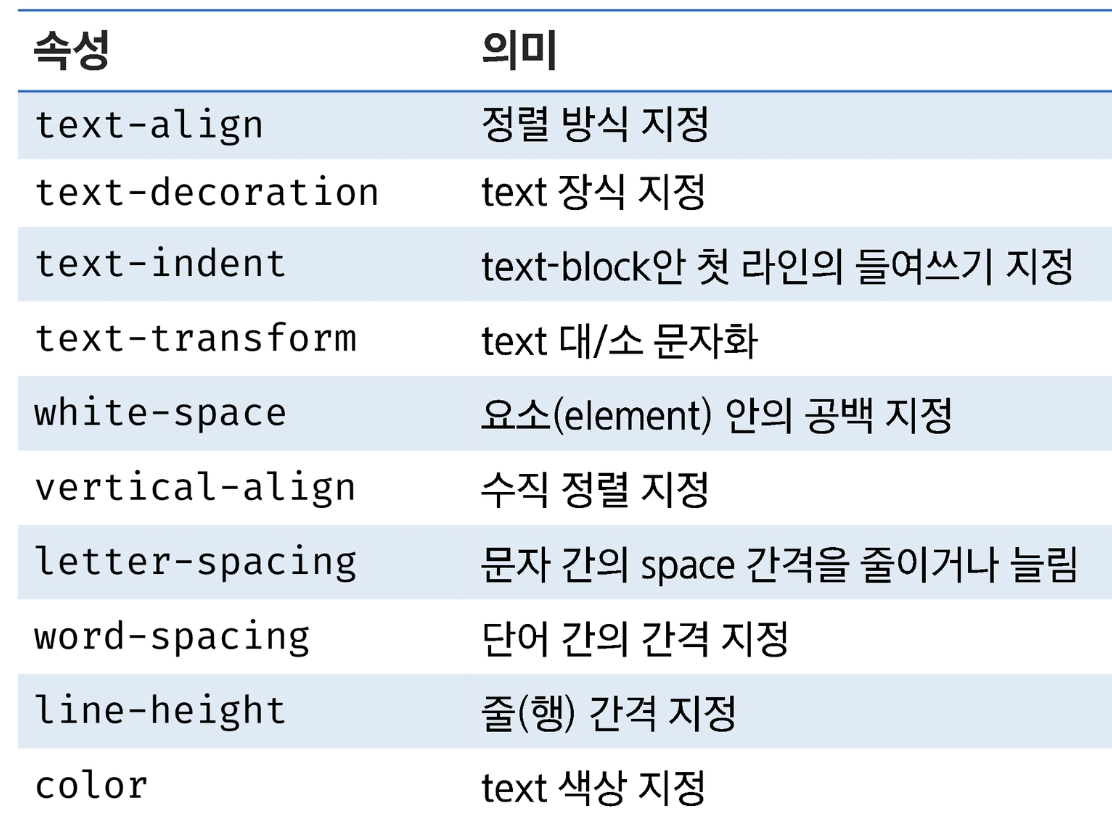 속성 의미
text-align 정렬 방식 지정
text-decoration text 장식 지정
text-indent text-block안 첫 라인의 들여쓰기 지정
text-transform text 대/소 문자화
white-space 요소(element) 안의 공백 지정
vertical-align 수직 정렬 지정
letter-spacing 문자 간의 space 간격을 줄이거나 늘림
word-spacing 단어 간의 간격 지정
line-height 줄(행) 간격 지정
color text 색상 지정